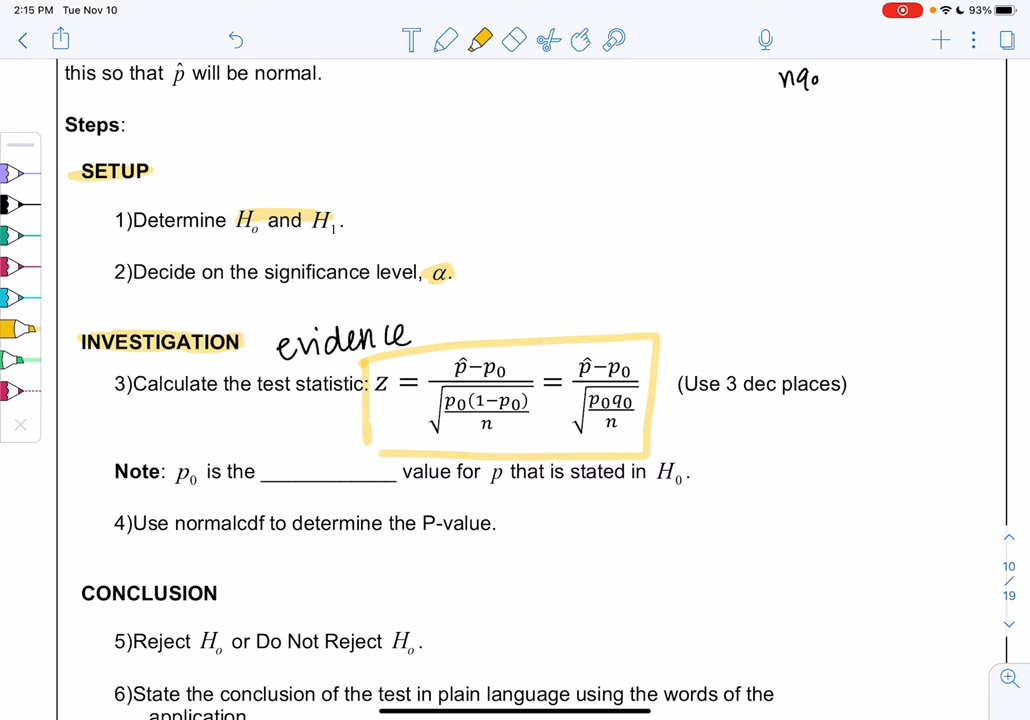 2:15 PM Tue Nov 10
93%
T
this so that p̂ will be normal.
nq₀
Steps:
SETUP
1)Determine Hₒ and H₁.
2)Decide on the significance level, α.
INVESTIGATION evidence
3)Calculate the test statistic: z = (p̂−p₀)/√(p₀(1−p₀)/n) = (p̂−p₀)/√(p₀q₀/n) (Use 3 dec places)
Note: p₀ is the ____________ value for p that is stated in H₀.
4)Use normalcdf to determine the P-value.
10
/
19
CONCLUSION
5)Reject Hₒ or Do Not Reject Hₒ.
6)State the conclusion of the test in plain language using the words of the
application.